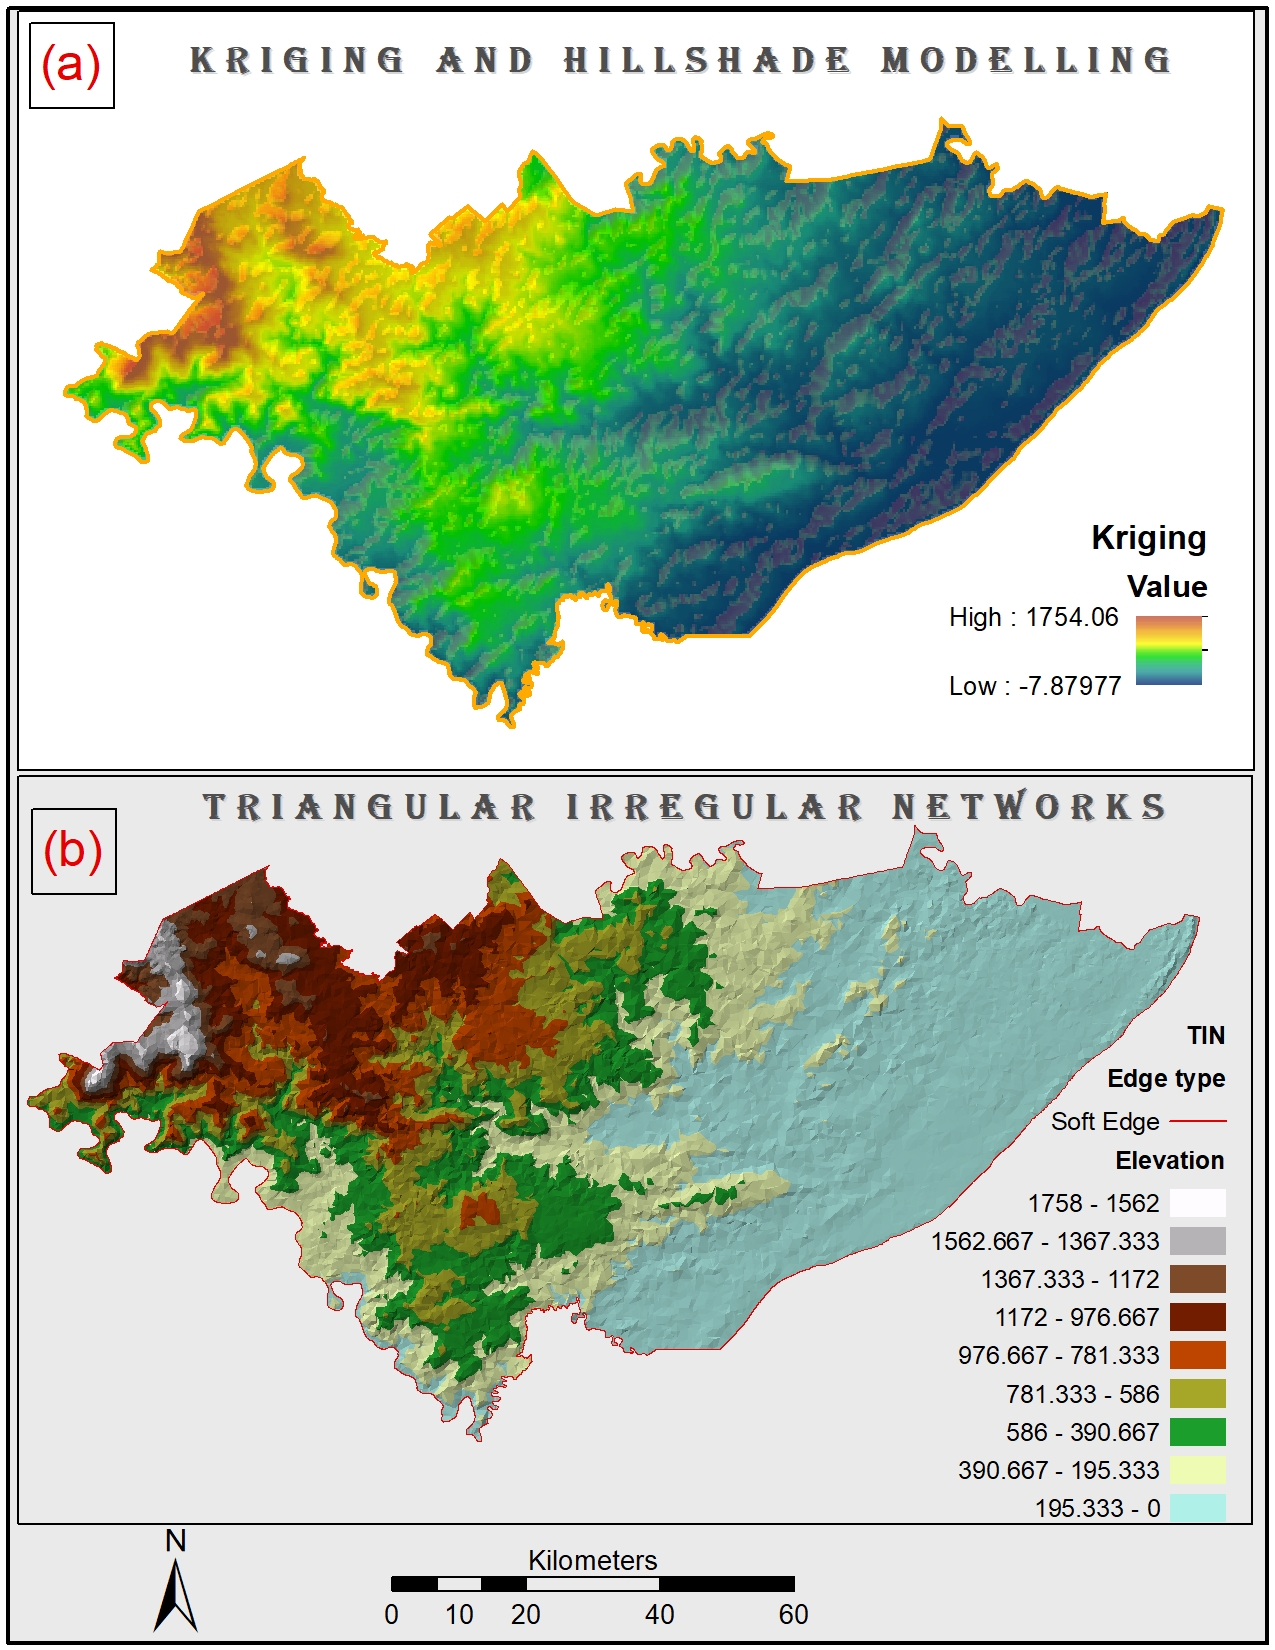 (a)
KRIGING AND HILLSHADE MODELLING
Kriging
Value
High : 1754.06
Low : -7.87977
(b)
TRIANGULAR IRREGULAR NETWORKS
TIN
Edge type
Soft Edge
Elevation
1758 - 1562
1562.667 - 1367.333
1367.333 - 1172
1172 - 976.667
976.667 - 781.333
781.333 - 586
586 - 390.667
390.667 - 195.333
195.333 - 0
N
Kilometers
0 10 20 40 60